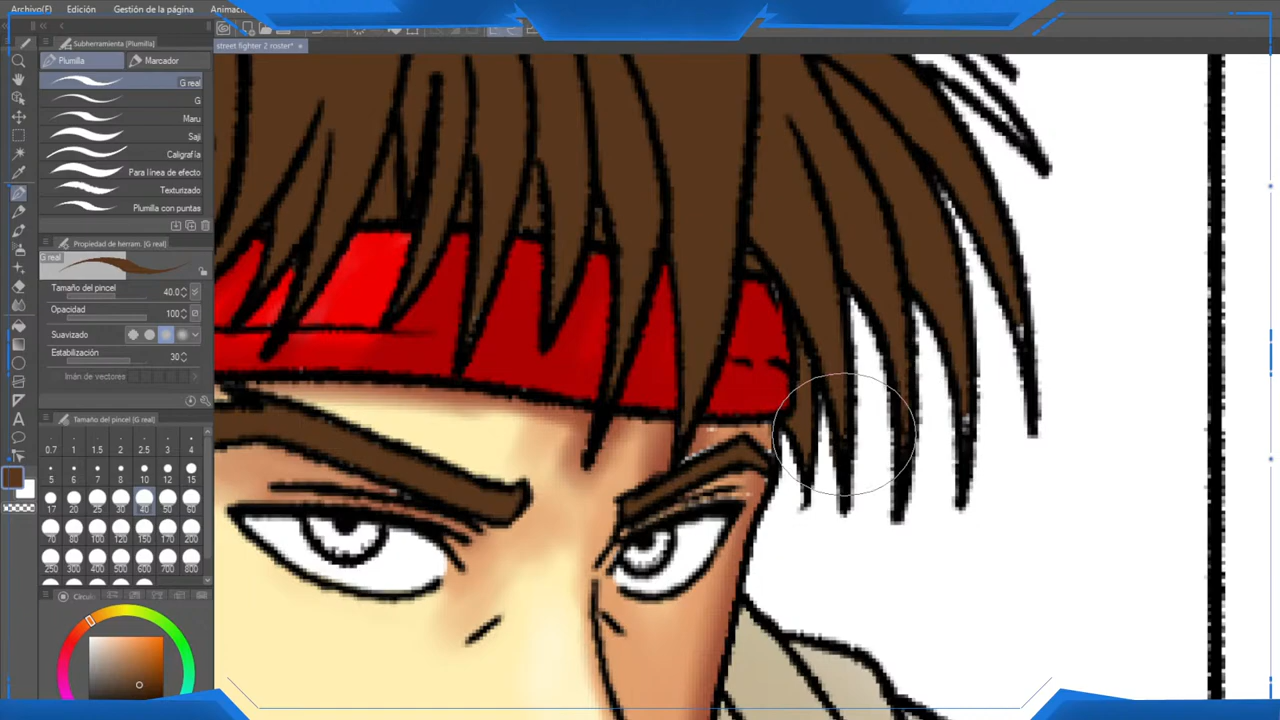 Archivo(F) Edición Gestión de la página Animació
Subherramienta [Plumilla]
street fighter 2 roster*
Plumilla Marcador
G real
G
Maru
Saji
Caligrafía
Para línea de efecto
Texturizado
Plumilla con puntas
Propiedad de herram. [G real]
G real
Tamaño del pincel 40.0
Opacidad 100
Suavizado
Estabilización 30
Imán de vectores
Tamaño del pincel [G real]
0.7 1 1.5 2 2.5 3 4
5 6 7 8 10 12 15
17 20 25 30 40 50 60
70 80 100 120 150 170 200
250 300 400 500 600 700 800
Círcul